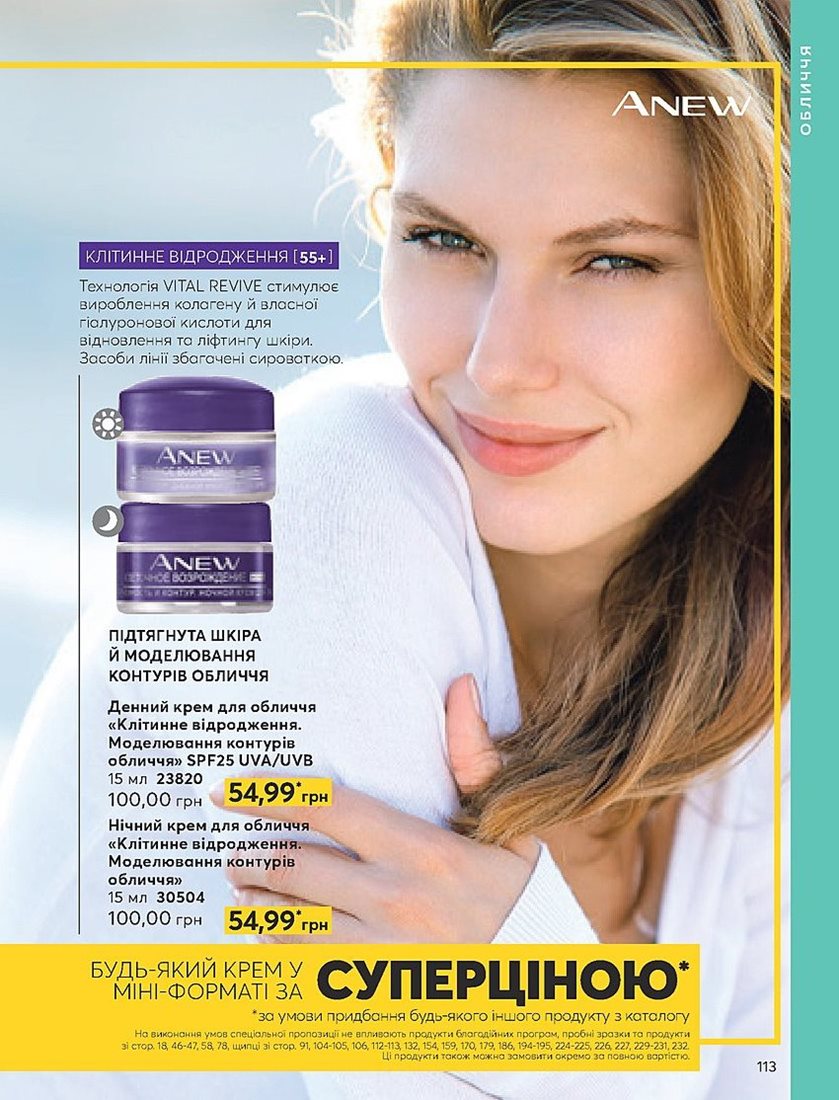 ОБЛИЧЧЯ
ANEW
КЛІТИННЕ ВІДРОДЖЕННЯ [55+]
Технологія VITAL REVIVE стимулює
вироблення колагену й власної
гіалуронової кислоти для
відновлення та ліфтингу шкіри.
Засоби лінії збагачені сироваткою.
ANEW
ANEW
ВОЗРОЖДЕНИЕ
НОЧНОЙ КРЕМ
ПІДТЯГНУТА ШКІРА
Й МОДЕЛЮВАННЯ
КОНТУРІВ ОБЛИЧЧЯ
Денний крем для обличчя
«Клітинне відродження.
Моделювання контурів
обличчя» SPF25 UVA/UVB
15 мл 23820
100,00 грн 54,99*грн
Нічний крем для обличчя
«Клітинне відродження.
Моделювання контурів
обличчя»
15 мл 30504
100,00 грн 54,99*грн
БУДЬ-ЯКИЙ КРЕМ У
МІНІ-ФОРМАТІ ЗА СУПЕРЦІНОЮ*
*за умови придбання будь-якого іншого продукту з каталогу
На виконання умов спеціальної пропозиції не впливають продукти благодійних програм, пробні зразки та продукти
зі стор. 18, 46-47, 58, 78, щипці зі стор. 91, 104-105, 106, 112-113, 132, 154, 159, 170, 179, 186, 194-195, 224-225, 226, 227, 229-231, 232.
Ці продукти також можна замовити окремо за повною вартістю.
113